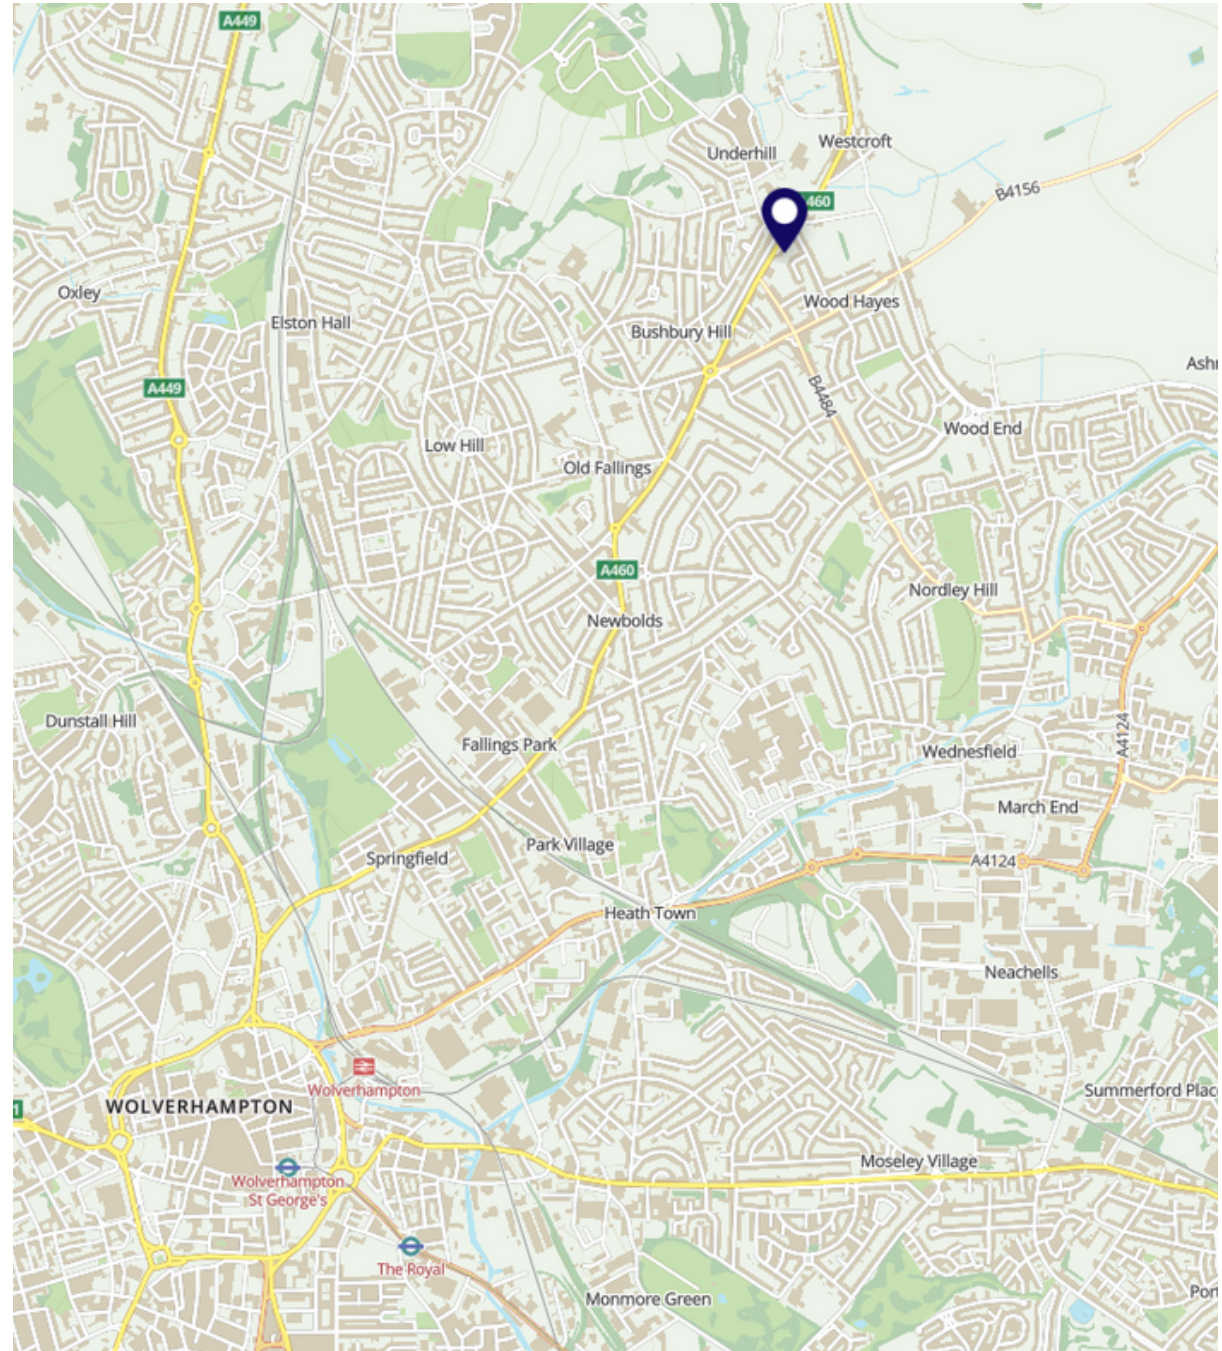 A449
Underhill
Westcroft
B4156
460
Oxley
Elston Hall
Wood Hayes
Bushbury Hill
A449
B4484
Wood End
Low Hill
Old Fallings
A460
Nordley Hill
Newbolds
Dunstall Hill
Fallings Park
Wednesfield
A4124
March End
Park Village
Springfield
A4124
Heath Town
Neachells
Wolverhampton
WOLVERHAMPTON
1
Summerford Plac
Moseley Village
Wolverhampton
St George's
The Royal
Monmore Green
Port